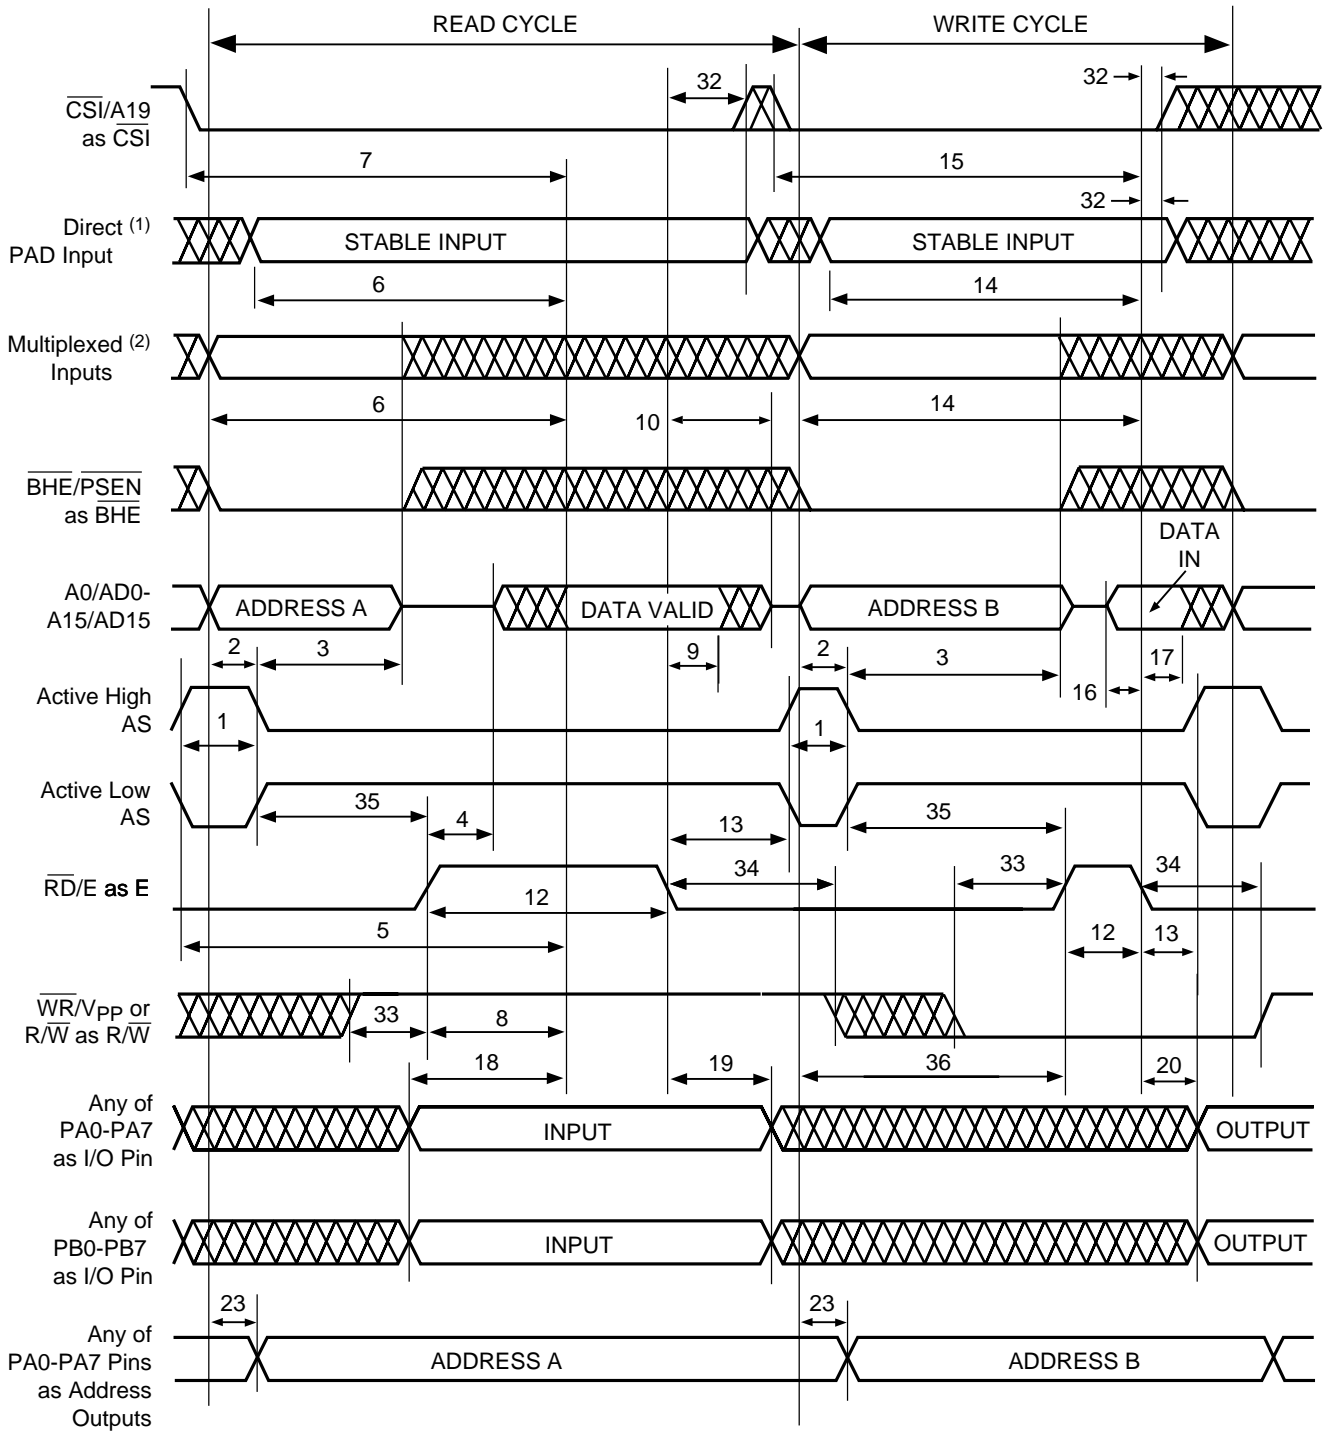 READ CYCLE WRITE CYCLE
32 32
CSI/A19
as CSI
7 15
32
Direct (1)
PAD Input
STABLE INPUT STABLE INPUT
6 14
Multiplexed (2)
Inputs
6 10 14
BHE/PSEN
as BHE
DATA
IN
A0/AD0-
A15/AD15
ADDRESS A DATA VALID ADDRESS B
2 3 9 2 3 16 17
Active High
AS
1 1
Active Low
AS
35 4 13 35
34 33 34
RD/E as E
12 12 13
5
WR/VPP or
R/W as R/W
33 8
18 19 36 20
Any of
PA0-PA7
as I/O Pin
INPUT OUTPUT
Any of
PB0-PB7
as I/O Pin
INPUT OUTPUT
23 23
Any of
PA0-PA7 Pins
as Address
Outputs
ADDRESS A ADDRESS B